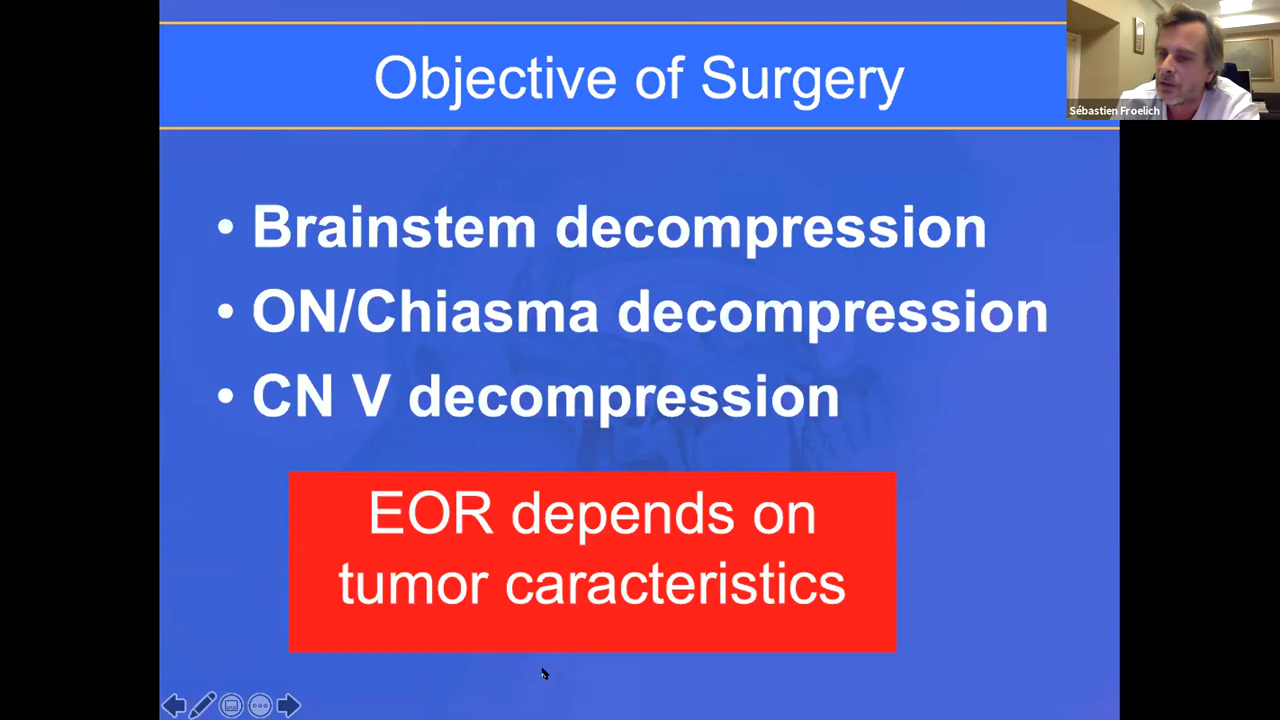 Objective of Surgery
Sébastien Froelich
• Brainstem decompression
• ON/Chiasma decompression
• CN V decompression
EOR depends on
tumor caracteristics